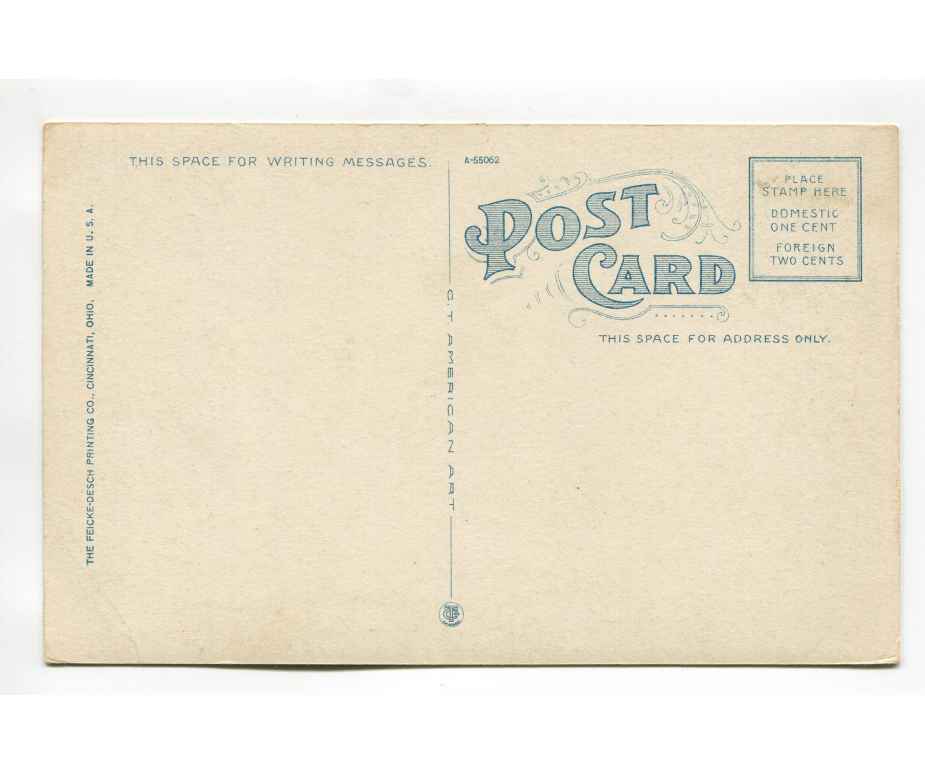 THIS SPACE FOR WRITING MESSAGES.
A-55062
POST
CARD
PLACE
STAMP HERE
DOMESTIC
ONE CENT
FOREIGN
TWO CENTS
THIS SPACE FOR ADDRESS ONLY.
THE FEICKE-DESCH PRINTING CO., CINCINNATI, OHIO. MADE IN U. S. A.
C.T. AMERICAN ART